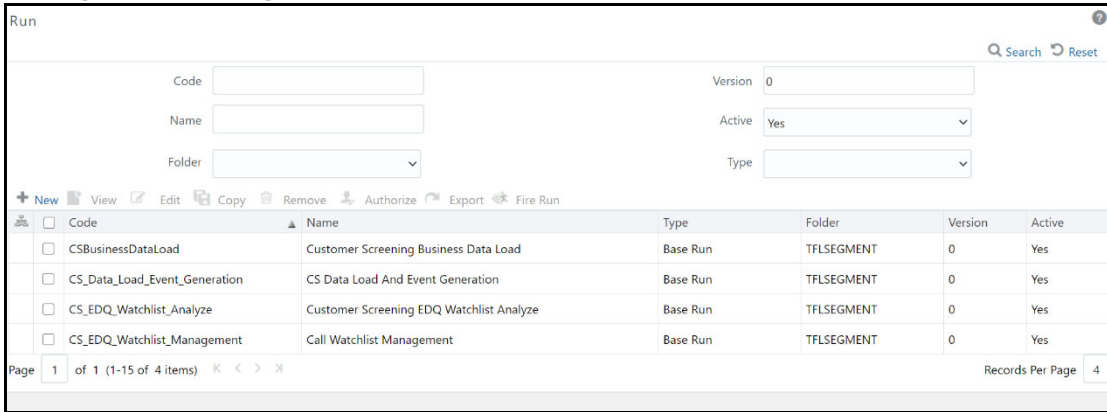 Run
Search Reset
Code Version 0
Name Active Yes
Folder Type
New View Edit Copy Remove Authorize Export Fire Run
Code Name Type Folder Version Active
CSBusinessDataLoad Customer Screening Business Data Load Base Run TFLSEGMENT 0 Yes
CS_Data_Load_Event_Generation CS Data Load And Event Generation Base Run TFLSEGMENT 0 Yes
CS_EDQ_Watchlist_Analyze Customer Screening EDQ Watchlist Analyze Base Run TFLSEGMENT 0 Yes
CS_EDQ_Watchlist_Management Call Watchlist Management Base Run TFLSEGMENT 0 Yes
Page 1 of 1 (1-15 of 4 items) Records Per Page 4